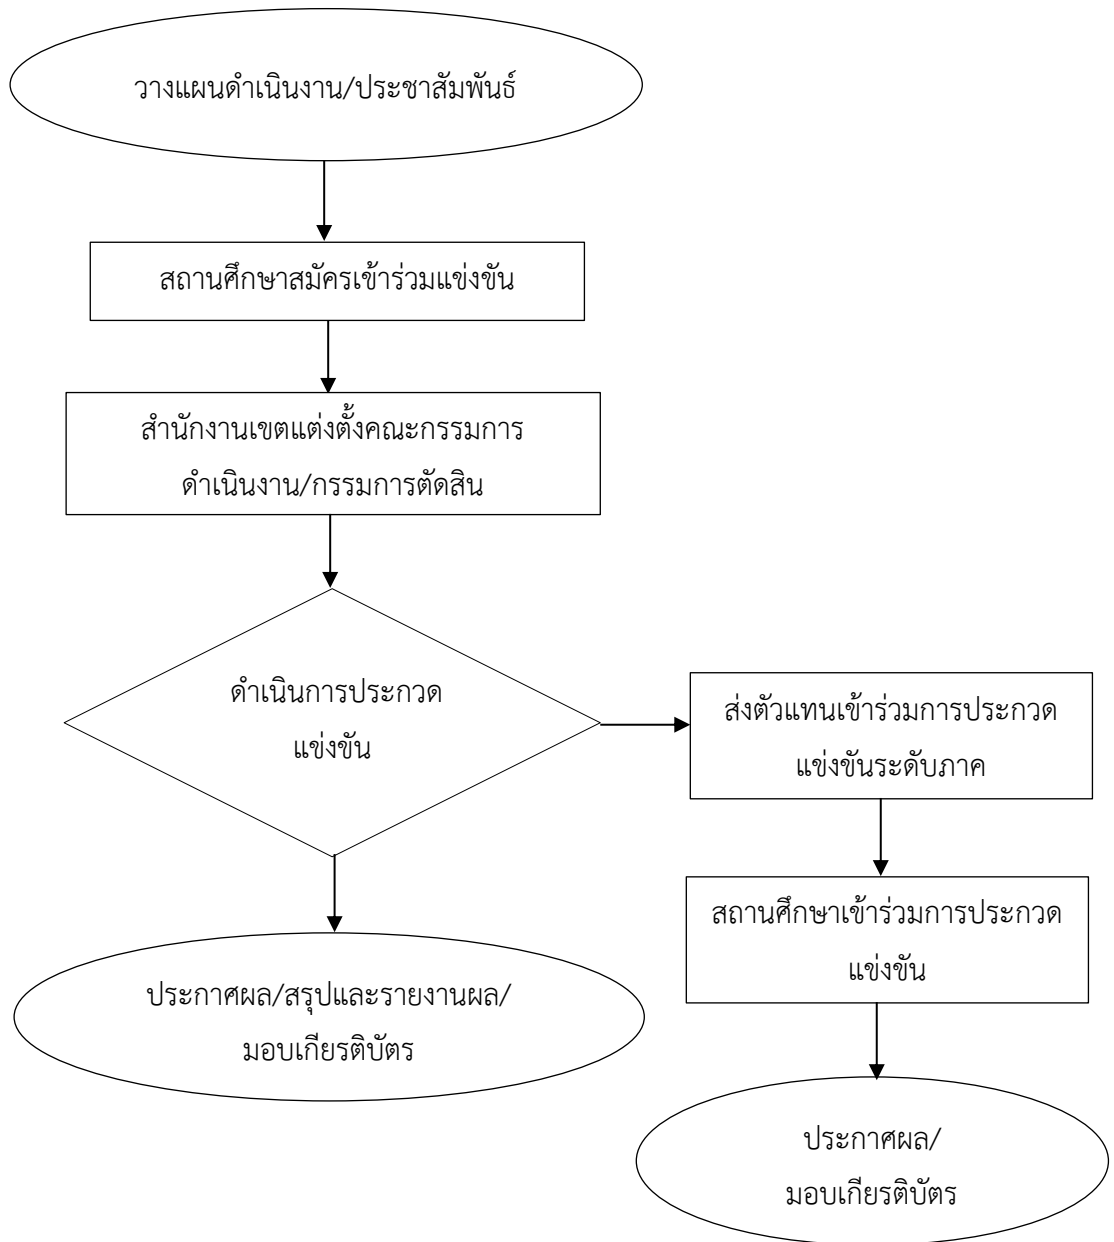 วางแผนดำเนินงาน/ประชาสัมพันธ์
สถานศึกษาสมัครเข้าร่วมแข่งขัน
สำนักงานเขตแต่งตั้งคณะกรรมการ
ดำเนินงาน/กรรมการตัดสิน
ดำเนินการประกวด
แข่งขัน
ส่งตัวแทนเข้าร่วมการประกวด
แข่งขันระดับภาค
สถานศึกษาเข้าร่วมการประกวด
แข่งขัน
ประกาศผล/สรุปและรายงานผล/
มอบเกียรติบัตร
ประกาศผล/
มอบเกียรติบัตร